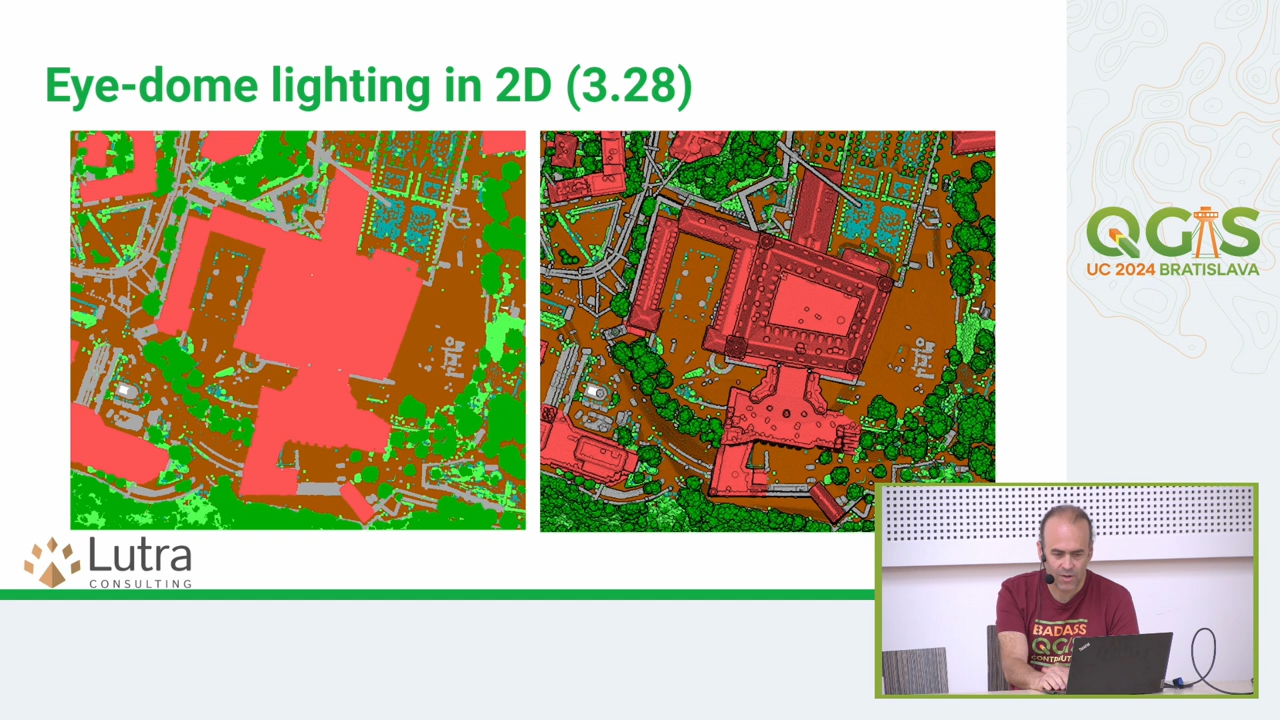 Eye-dome lighting in 2D (3.28)
QGIS
UC 2024 BRATISLAVA
Lutra
CONSULTING
BADASS
QGIS